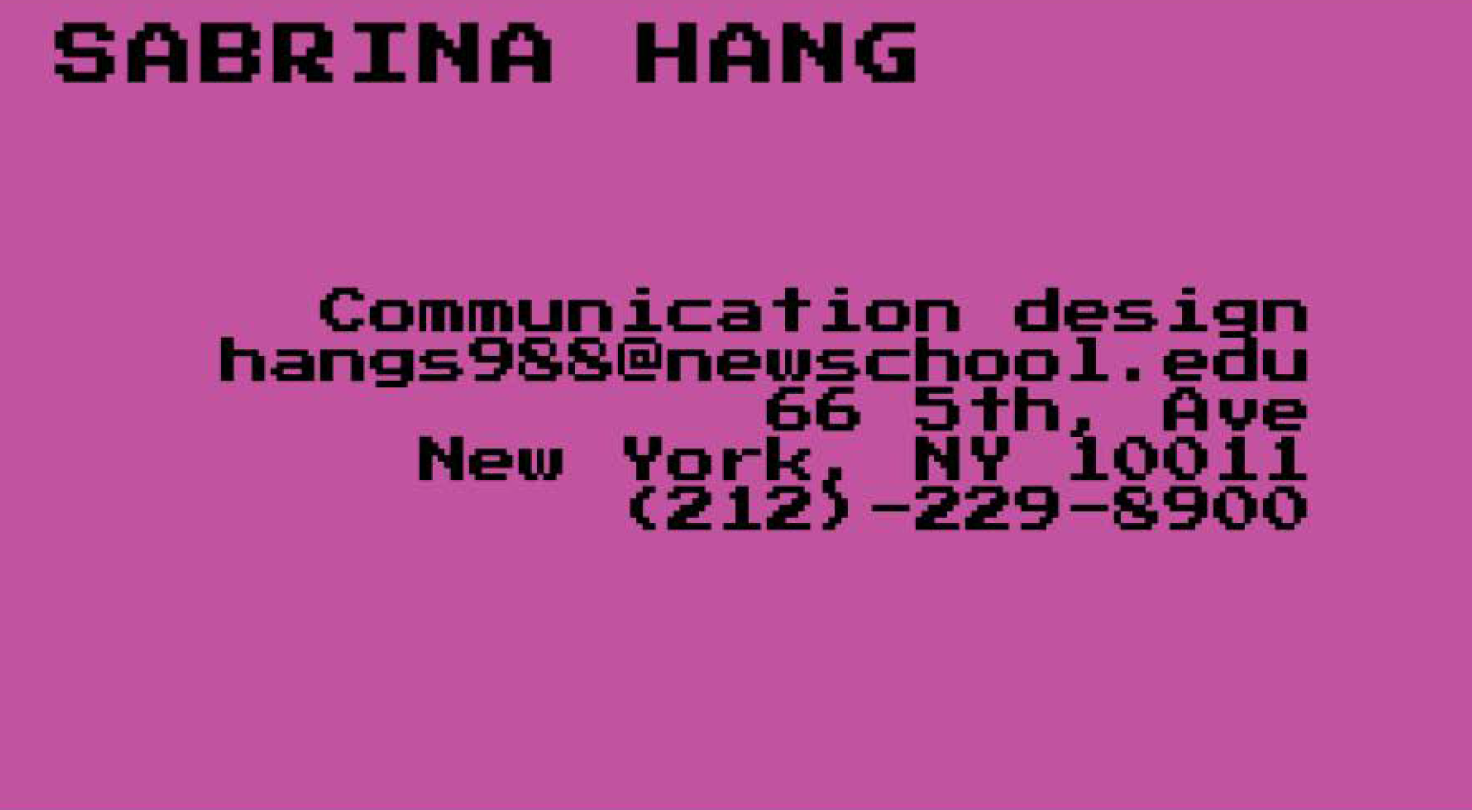 SABRINA HANG
Communication design
hangs988@newschool.edu
66 5th, Ave
New York, NY 10011
(212)-229-8900